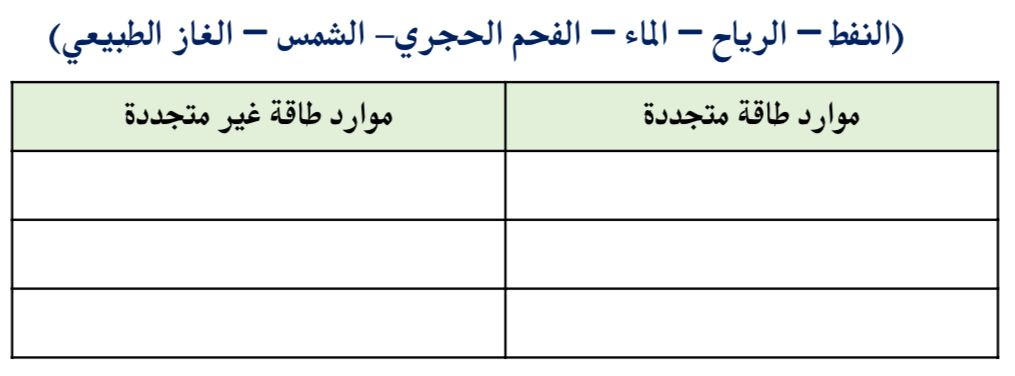 (النفط – الرياح – الماء – الفحم الحجري– الشمس – الغاز الطبيعي)
موارد طاقة متجددة
موارد طاقة غير متجددة